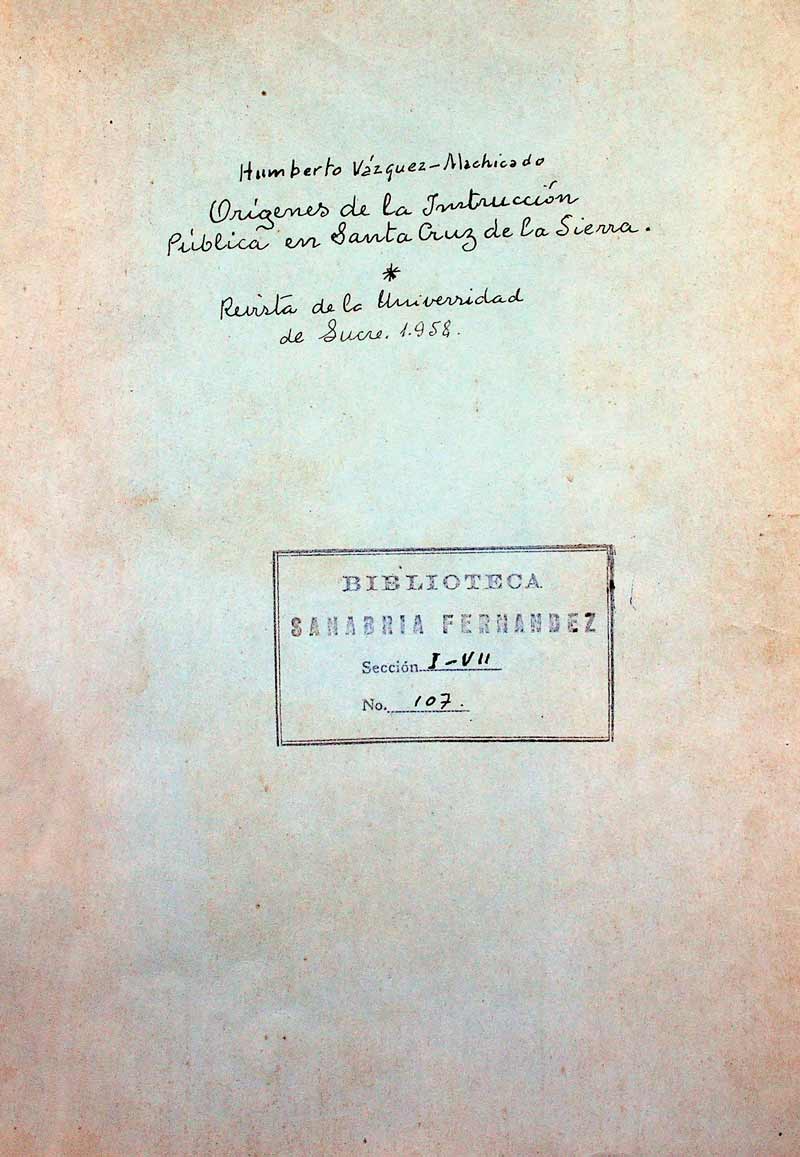 Humberto Vázquez-Machicado
Orígenes de la Instrucción
Pública en Santa Cruz de la Sierra.
*
Revista de la Universidad
de Sucre. 1.958.
BIBLIOTECA
SANABRIA FERNANDEZ
Sección I-VII
No. 107.